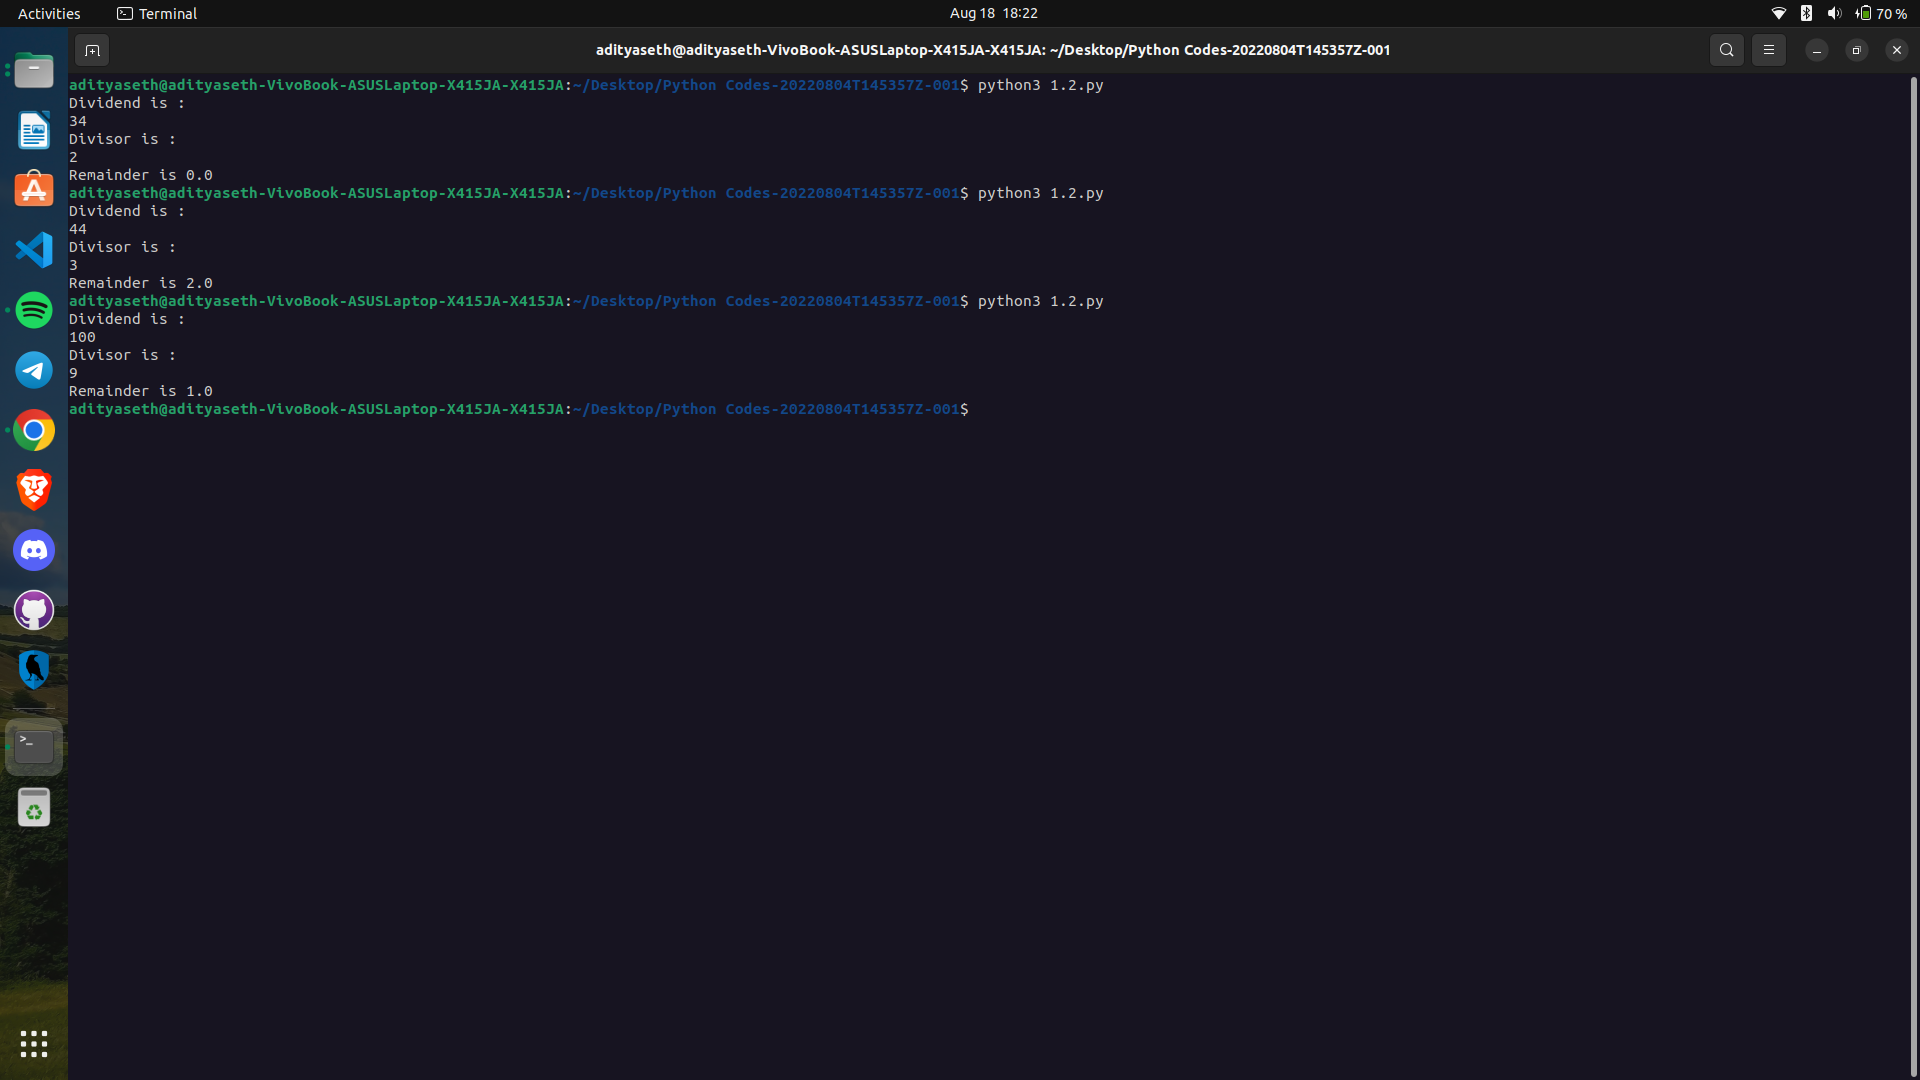 Activities Terminal Aug 18 18:22 70 %
adityaseth@adityaseth-VivoBook-ASUSLaptop-X415JA-X415JA: ~/Desktop/Python Codes-20220804T145357Z-001
adityaseth@adityaseth-VivoBook-ASUSLaptop-X415JA-X415JA:~/Desktop/Python Codes-20220804T145357Z-001$ python3 1.2.py
Dividend is :
34
Divisor is :
2
Remainder is 0.0
adityaseth@adityaseth-VivoBook-ASUSLaptop-X415JA-X415JA:~/Desktop/Python Codes-20220804T145357Z-001$ python3 1.2.py
Dividend is :
44
Divisor is :
3
Remainder is 2.0
adityaseth@adityaseth-VivoBook-ASUSLaptop-X415JA-X415JA:~/Desktop/Python Codes-20220804T145357Z-001$ python3 1.2.py
Dividend is :
100
Divisor is :
9
Remainder is 1.0
adityaseth@adityaseth-VivoBook-ASUSLaptop-X415JA-X415JA:~/Desktop/Python Codes-20220804T145357Z-001$